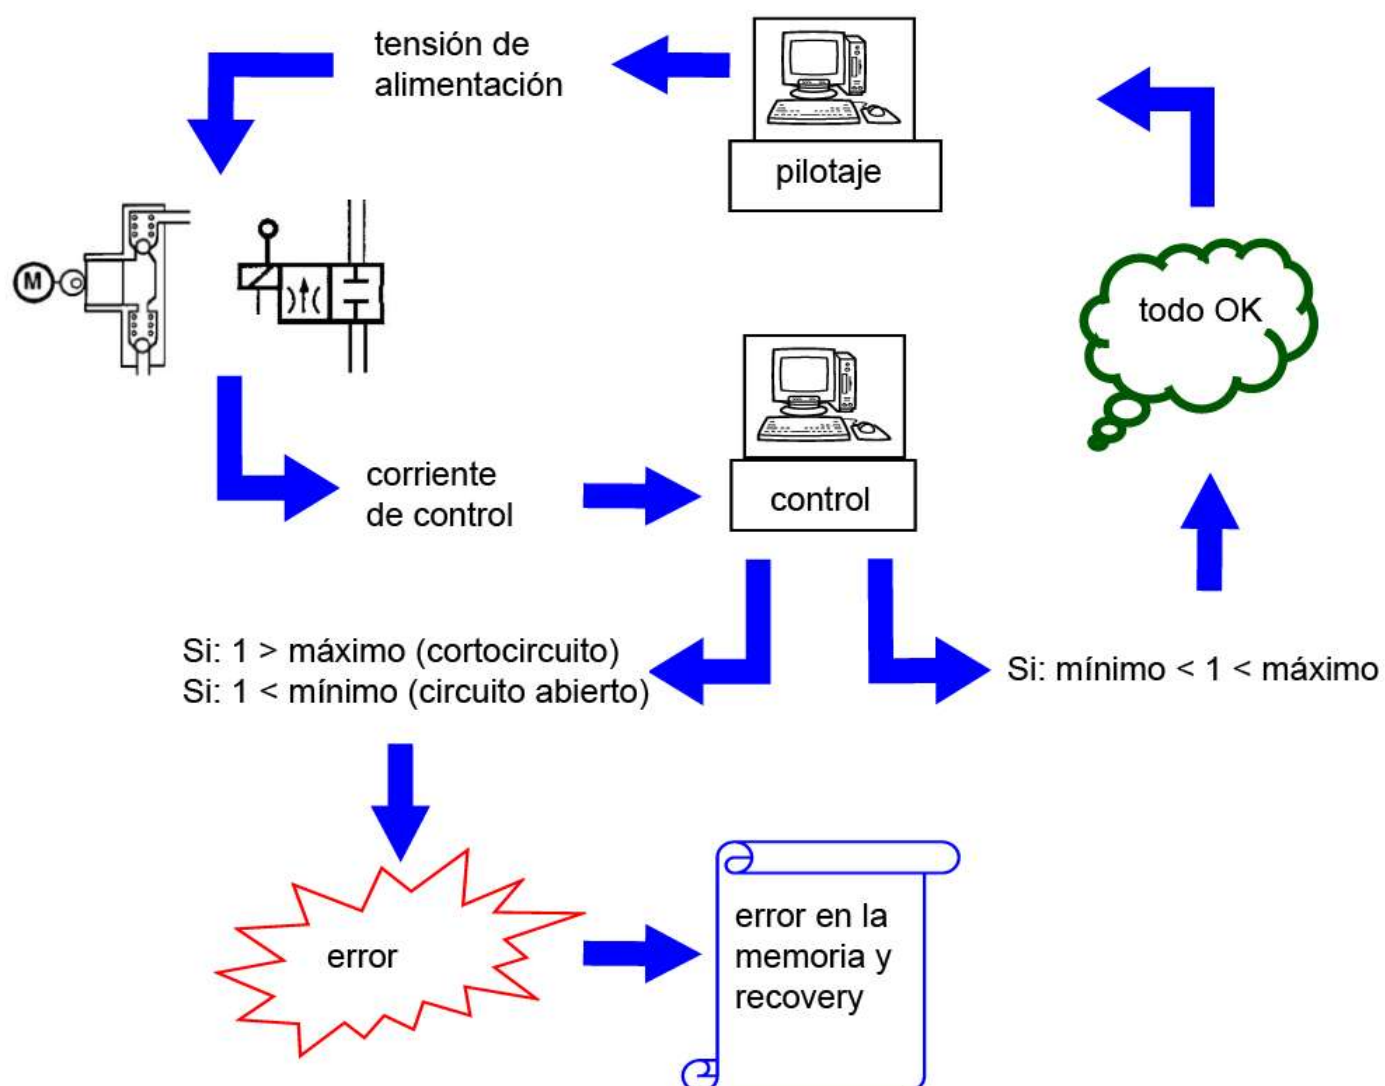 tensión de
alimentación
pilotaje
M
todo OK
corriente
de control
control
Si: 1 > máximo (cortocircuito)
Si: 1 < mínimo (circuito abierto)
Si: mínimo < 1 < máximo
error
error en la
memoria y
recovery